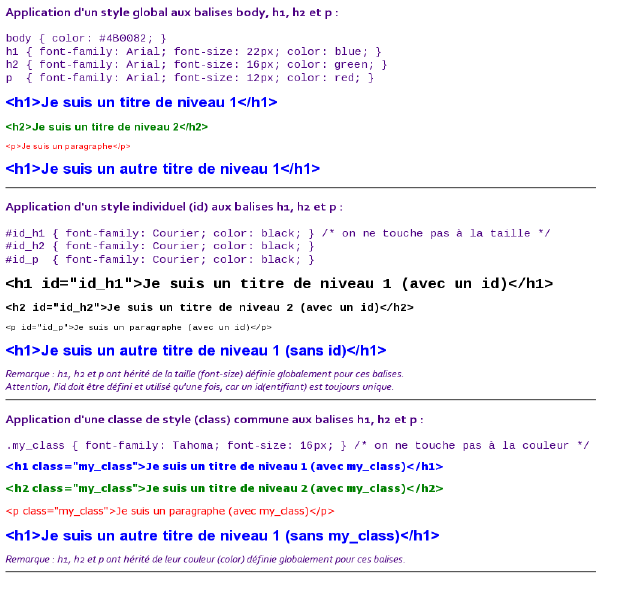 Application d'un style global aux balises body, h1, h2 et p :
body { color: #4B0082; }
h1 { font-family: Arial; font-size: 22px; color: blue; }
h2 { font-family: Arial; font-size: 16px; color: green; }
p  { font-family: Arial; font-size: 12px; color: red; }
<h1>Je suis un titre de niveau 1</h1>
<h2>Je suis un titre de niveau 2</h2>
<p>Je suis un paragraphe</p>
<h1>Je suis un autre titre de niveau 1</h1>
Application d'un style individuel (id) aux balises h1, h2 et p :
#id_h1 { font-family: Courier; color: black; } /* on ne touche pas à la taille */
#id_h2 { font-family: Courier; color: black; }
#id_p  { font-family: Courier; color: black; }
<h1 id="id_h1">Je suis un titre de niveau 1 (avec un id)</h1>
<h2 id="id_h2">Je suis un titre de niveau 2 (avec un id)</h2>
<p id="id_p">Je suis un paragraphe (avec un id)</p>
<h1>Je suis un autre titre de niveau 1 (sans id)</h1>
Remarque : h1, h2 et p ont hérité de la taille (font-size) définie globalement pour ces balises.
Attention, l'id doit être défini et utilisé qu'une fois, car un id(entifiant) est toujours unique.
Application d'une classe de style (class) commune aux balises h1, h2 et p :
.my_class { font-family: Tahoma; font-size: 16px; } /* on ne touche pas à la couleur */
<h1 class="my_class">Je suis un titre de niveau 1 (avec my_class)</h1>
<h2 class="my_class">Je suis un titre de niveau 2 (avec my_class)</h2>
<p class="my_class">Je suis un paragraphe (avec my_class)</p>
<h1>Je suis un autre titre de niveau 1 (sans my_class)</h1>
Remarque : h1, h2 et p ont hérité de leur couleur (color) définie globalement pour ces balises.